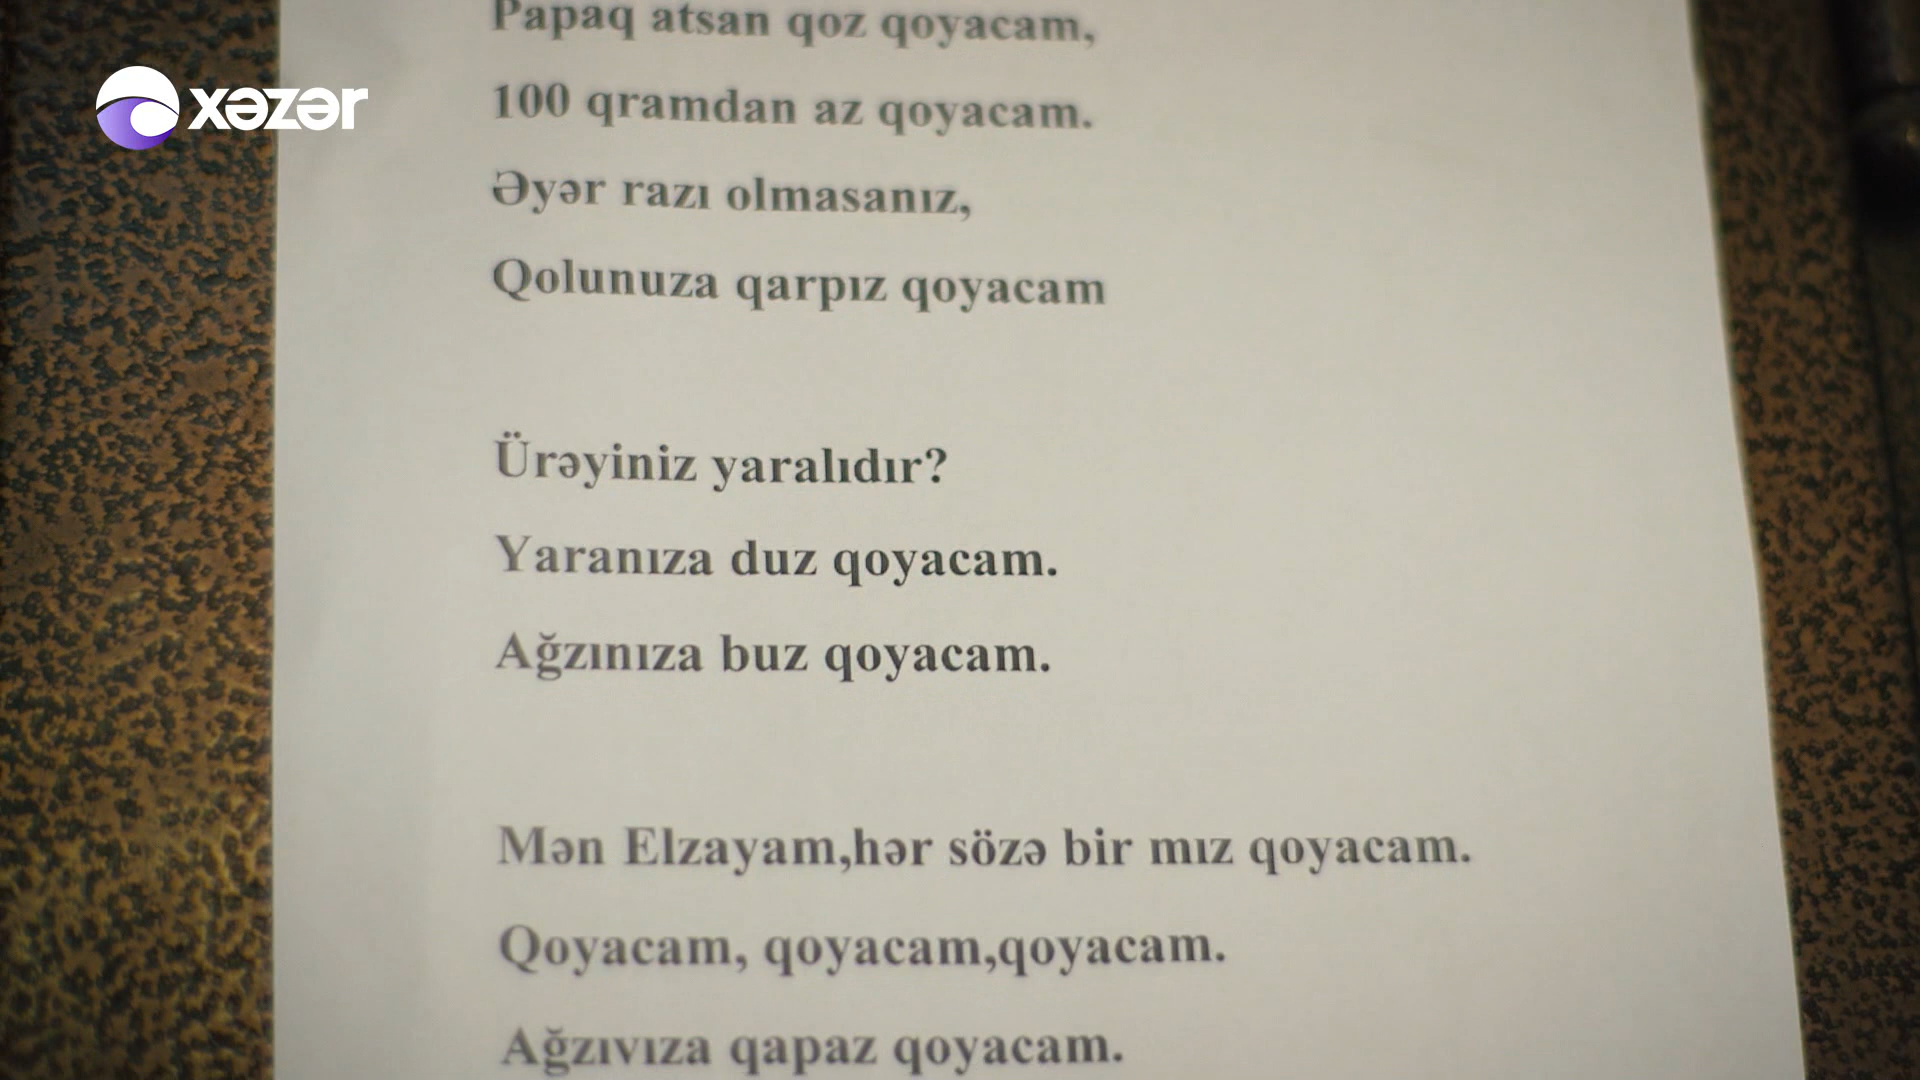 xəzər
Papaq atsan qoz qoyacam,
100 qramdan az qoyacam.
Əyər razı olmasanız,
Qolunuza qarpız qoyacam
Ürəyiniz yaralıdır?
Yaranıza duz qoyacam.
Ağzınıza buz qoyacam.
Mən Elzayam,hər sözə bir mız qoyacam.
Qoyacam, qoyacam,qoyacam.
Ağzıvıza qapaz qoyacam.